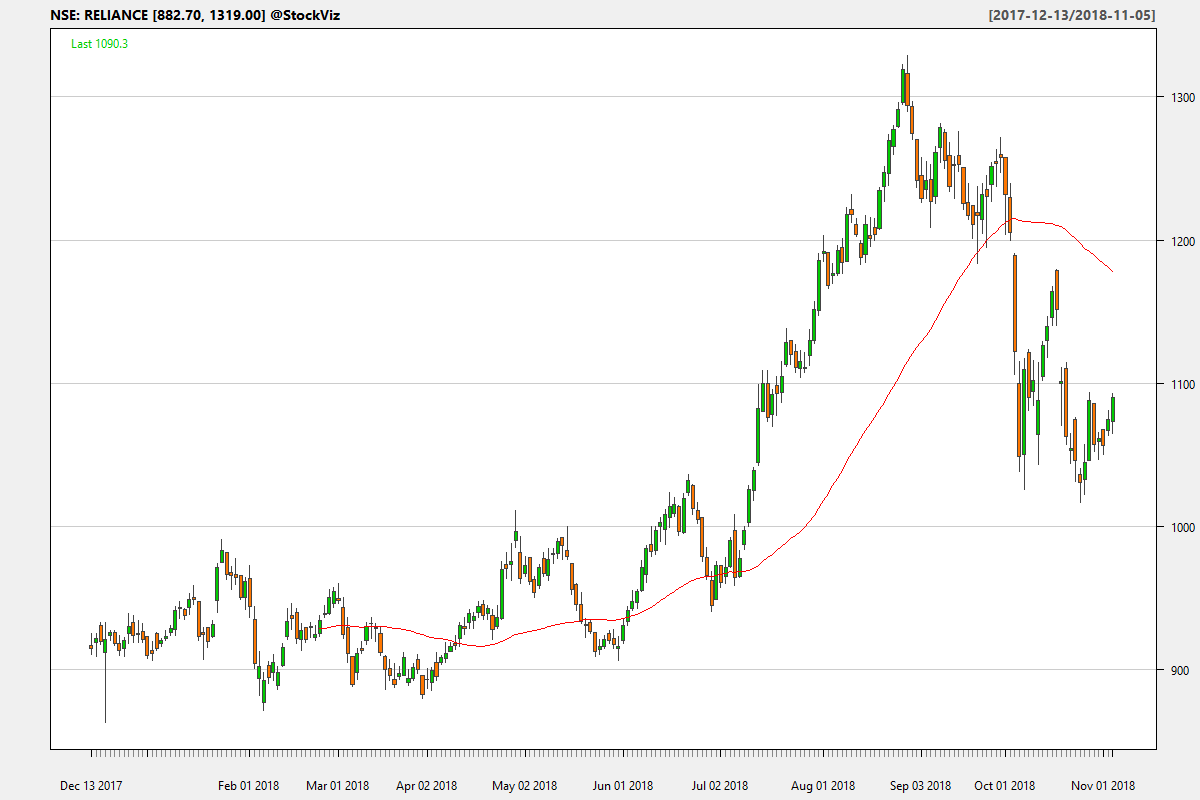 NSE: RELIANCE [882.70, 1319.00] @StockViz
[2017-12-13/2018-11-05]
Last 1090.3
1300
1200
1100
1000
900
Dec 13 2017
Feb 01 2018
Mar 01 2018
Apr 02 2018
May 02 2018
Jun 01 2018
Jul 02 2018
Aug 01 2018
Sep 03 2018
Oct 01 2018
Nov 01 2018